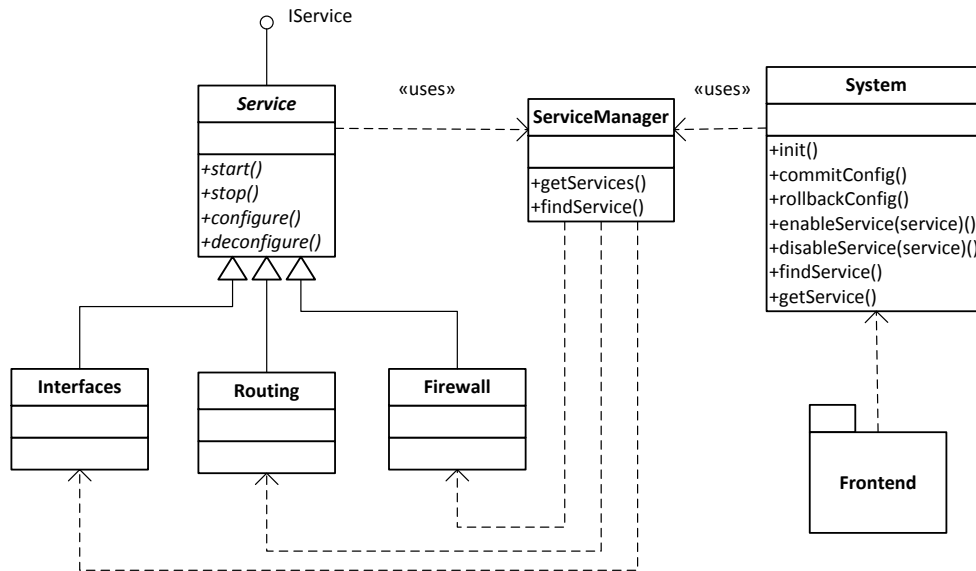 IService
Service
+start()
+stop()
+configure()
+deconfigure()
«uses»
ServiceManager
+getServices()
+findService()
«uses»
System
+init()
+commitConfig()
+rollbackConfig()
+enableService(service)()
+disableService(service)()
+findService()
+getService()
Interfaces
Routing
Firewall
Frontend